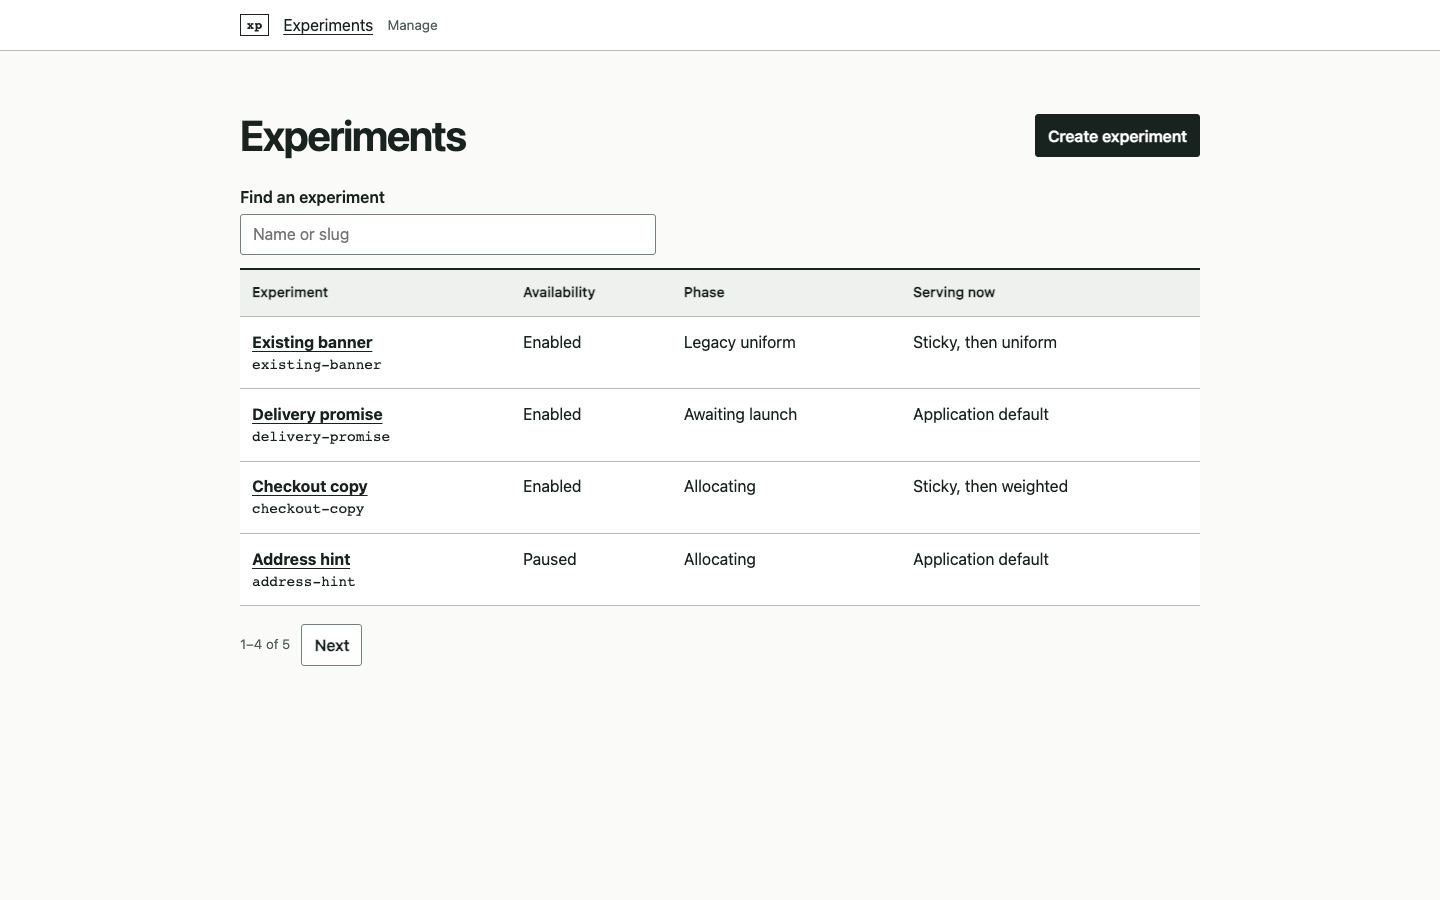 xp Experiments Manage
Experiments
Create experiment
Find an experiment
Name or slug
Experiment Availability Phase Serving now
Existing banner Enabled Legacy uniform Sticky, then uniform
existing-banner
Delivery promise Enabled Awaiting launch Application default
delivery-promise
Checkout copy Enabled Allocating Sticky, then weighted
checkout-copy
Address hint Paused Allocating Application default
address-hint
1–4 of 5 Next